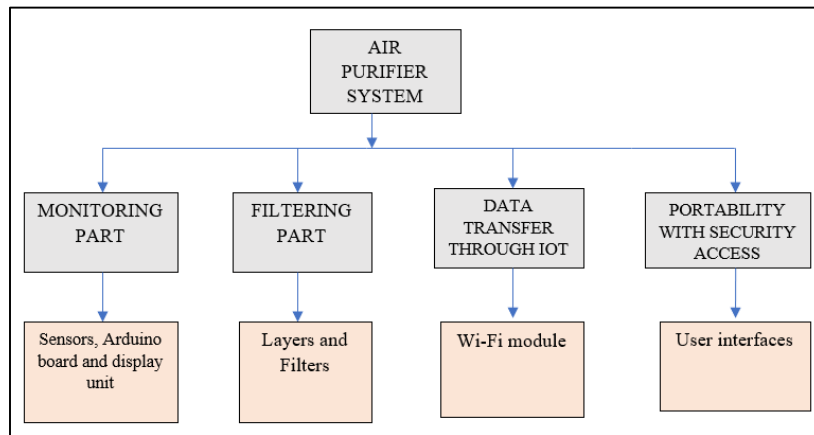 AIR
PURIFIER
SYSTEM
MONITORING
PART
FILTERING
PART
DATA
TRANSFER
THROUGH IOT
PORTABILITY
WITH SECURITY
ACCESS
Sensors, Arduino
board and display
unit
Layers and
Filters
Wi-Fi module
User interfaces